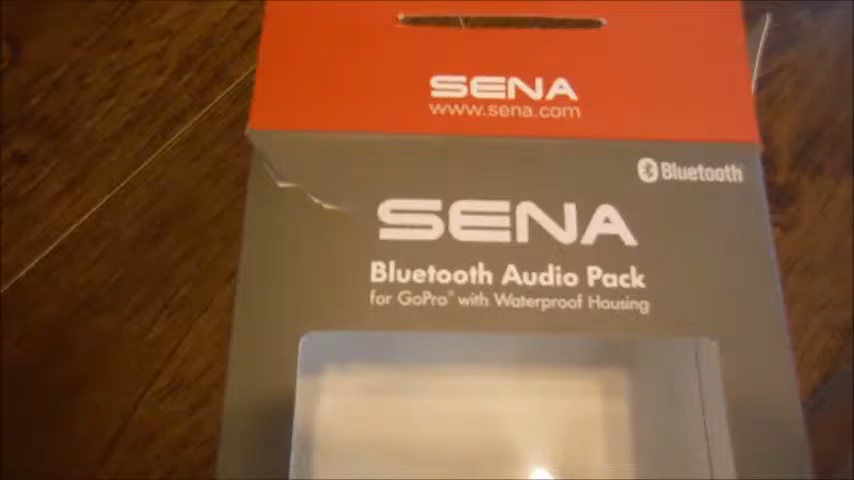 SENA
www.sena.com
Bluetooth
SENA
Bluetooth Audio Pack
for GoPro® with Waterproof Housing